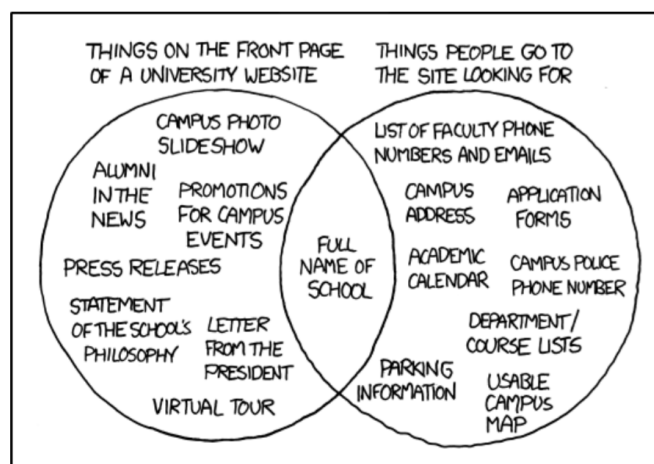 THINGS ON THE FRONT PAGE
OF A UNIVERSITY WEBSITE
THINGS PEOPLE GO TO
THE SITE LOOKING FOR
CAMPUS PHOTO
SLIDESHOW
ALUMNI
IN THE
NEWS
PROMOTIONS
FOR CAMPUS
EVENTS
PRESS RELEASES
STATEMENT
OF THE SCHOOL'S
PHILOSOPHY
LETTER
FROM THE
PRESIDENT
VIRTUAL TOUR
FULL
NAME OF
SCHOOL
LIST OF FACULTY PHONE
NUMBERS AND EMAILS
CAMPUS
ADDRESS
APPLICATION
FORMS
ACADEMIC
CALENDAR
CAMPUS POLICE
PHONE NUMBER
DEPARTMENT/
COURSE LISTS
PARKING
INFORMATION
USABLE
CAMPUS
MAP